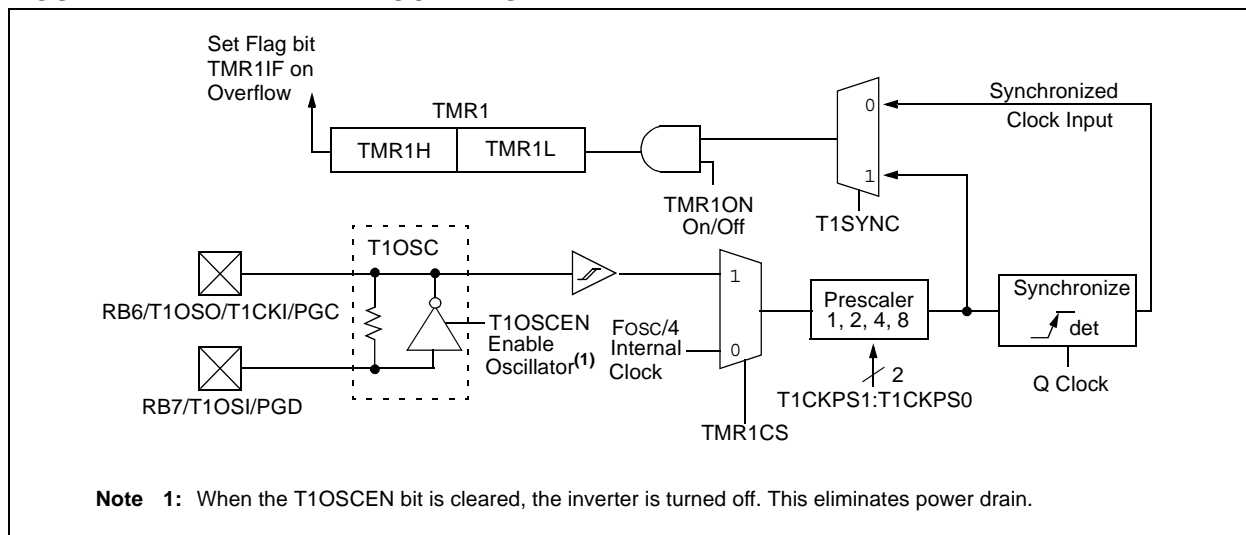 Set Flag bit
TMR1IF on
Overflow
TMR1
TMR1H
TMR1L
TMR1ON
On/Off
0
1
T1SYNC
Synchronized
Clock Input
T1OSC
RB6/T1OSO/T1CKI/PGC
RB7/T1OSI/PGD
T1OSCEN
Enable
Oscillator(1)
FOSC/4
Internal
Clock
1
0
TMR1CS
Prescaler
1, 2, 4, 8
2
T1CKPS1:T1CKPS0
Synchronize
det
Q Clock
Note 1: When the T1OSCEN bit is cleared, the inverter is turned off. This eliminates power drain.